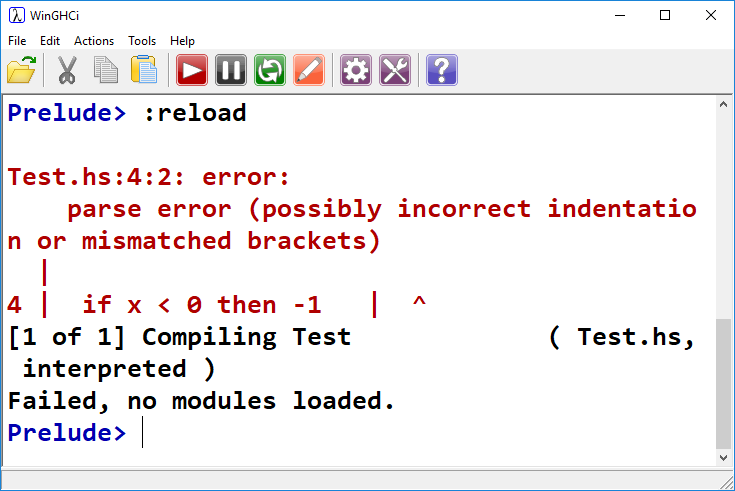 WinGHCi
File Edit Actions Tools Help
Prelude> :reload
Test.hs:4:2: error:
    parse error (possibly incorrect indentatio
n or mismatched brackets)
  |
4 |  if x < 0 then -1   |  ^
[1 of 1] Compiling Test             ( Test.hs,
 interpreted )
Failed, no modules loaded.
Prelude>